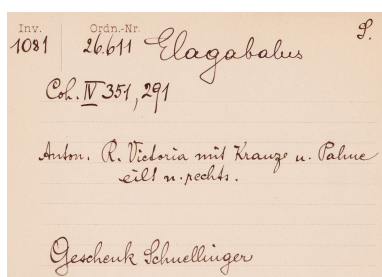 Inv. Ordn.-Nr. S.
1081 26.611 Elagabalus
Coh. IV 351, 291
Anton. R. Victoria mit Kranze u. Palme
eilt n. rechts.
Geschenk Schnellinger